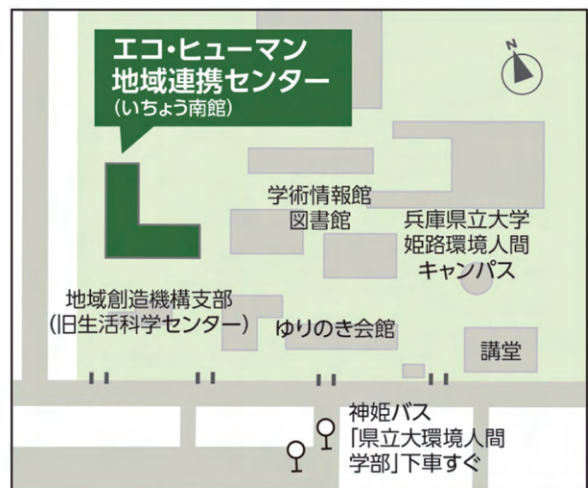 エコ・ヒューマン
地域連携センター
(いちょう南館)
N
学術情報館
図書館
兵庫県立大学
姫路環境人間
キャンパス
地域創造機構支部
(旧生活科学センター)
ゆりのき会館
講堂
神姫バス
「県立大環境人間
学部」下車すぐ